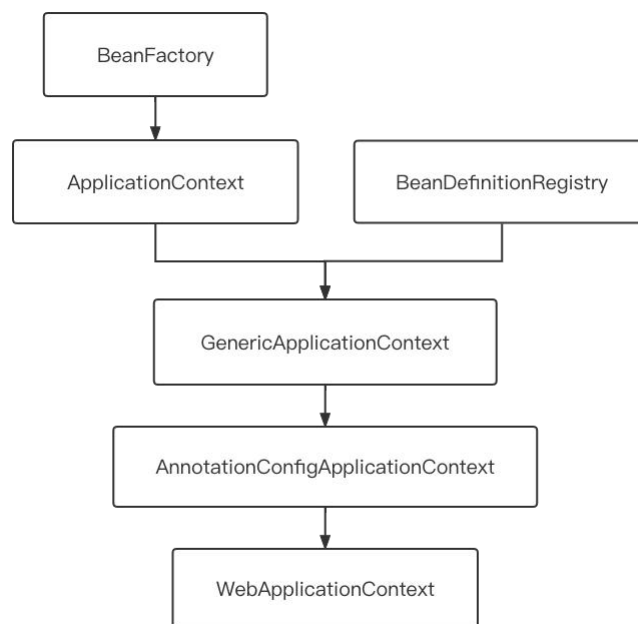 BeanFactory
ApplicationContext
BeanDefinitionRegistry
GenericApplicationContext
AnnotationConfigApplicationContext
WebApplicationContext